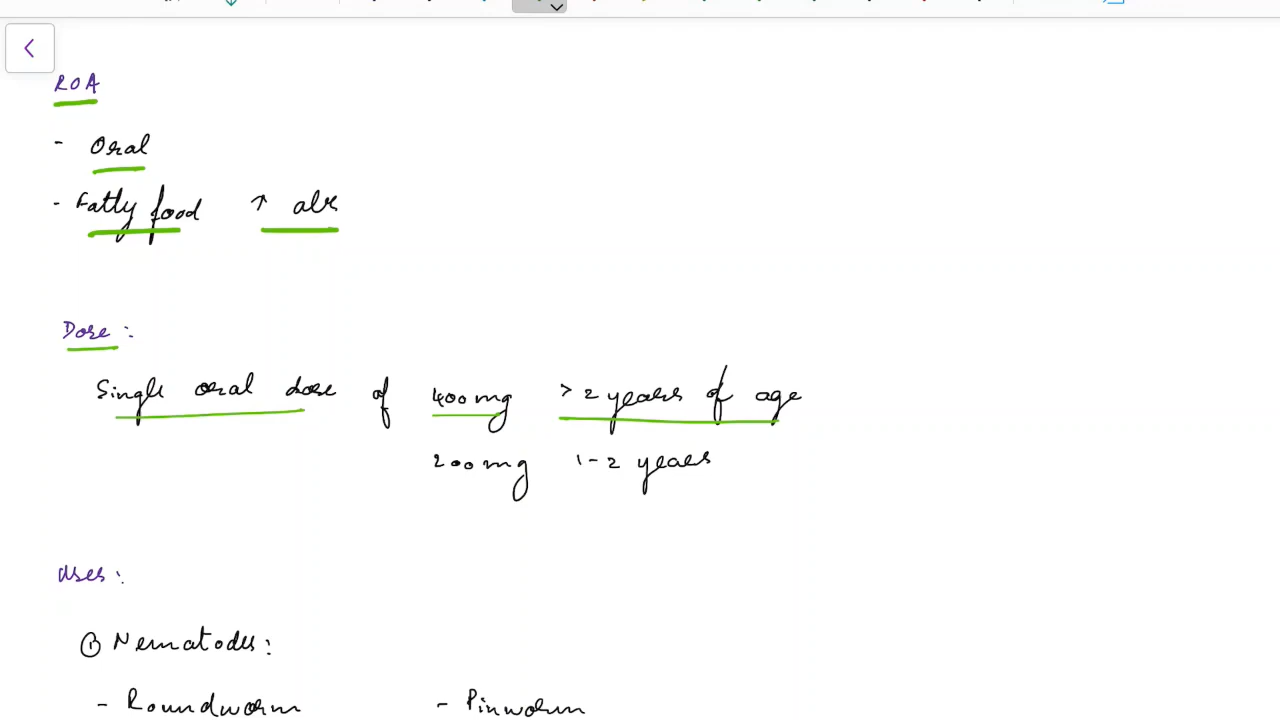 ROA
- Oral
- Fatty food ↑ abs
Dose :
Single oral dose of 400mg > 2 years of age
200mg 1-2 years
Uses :
① Nematodes :
- Roundworm - Pinworm